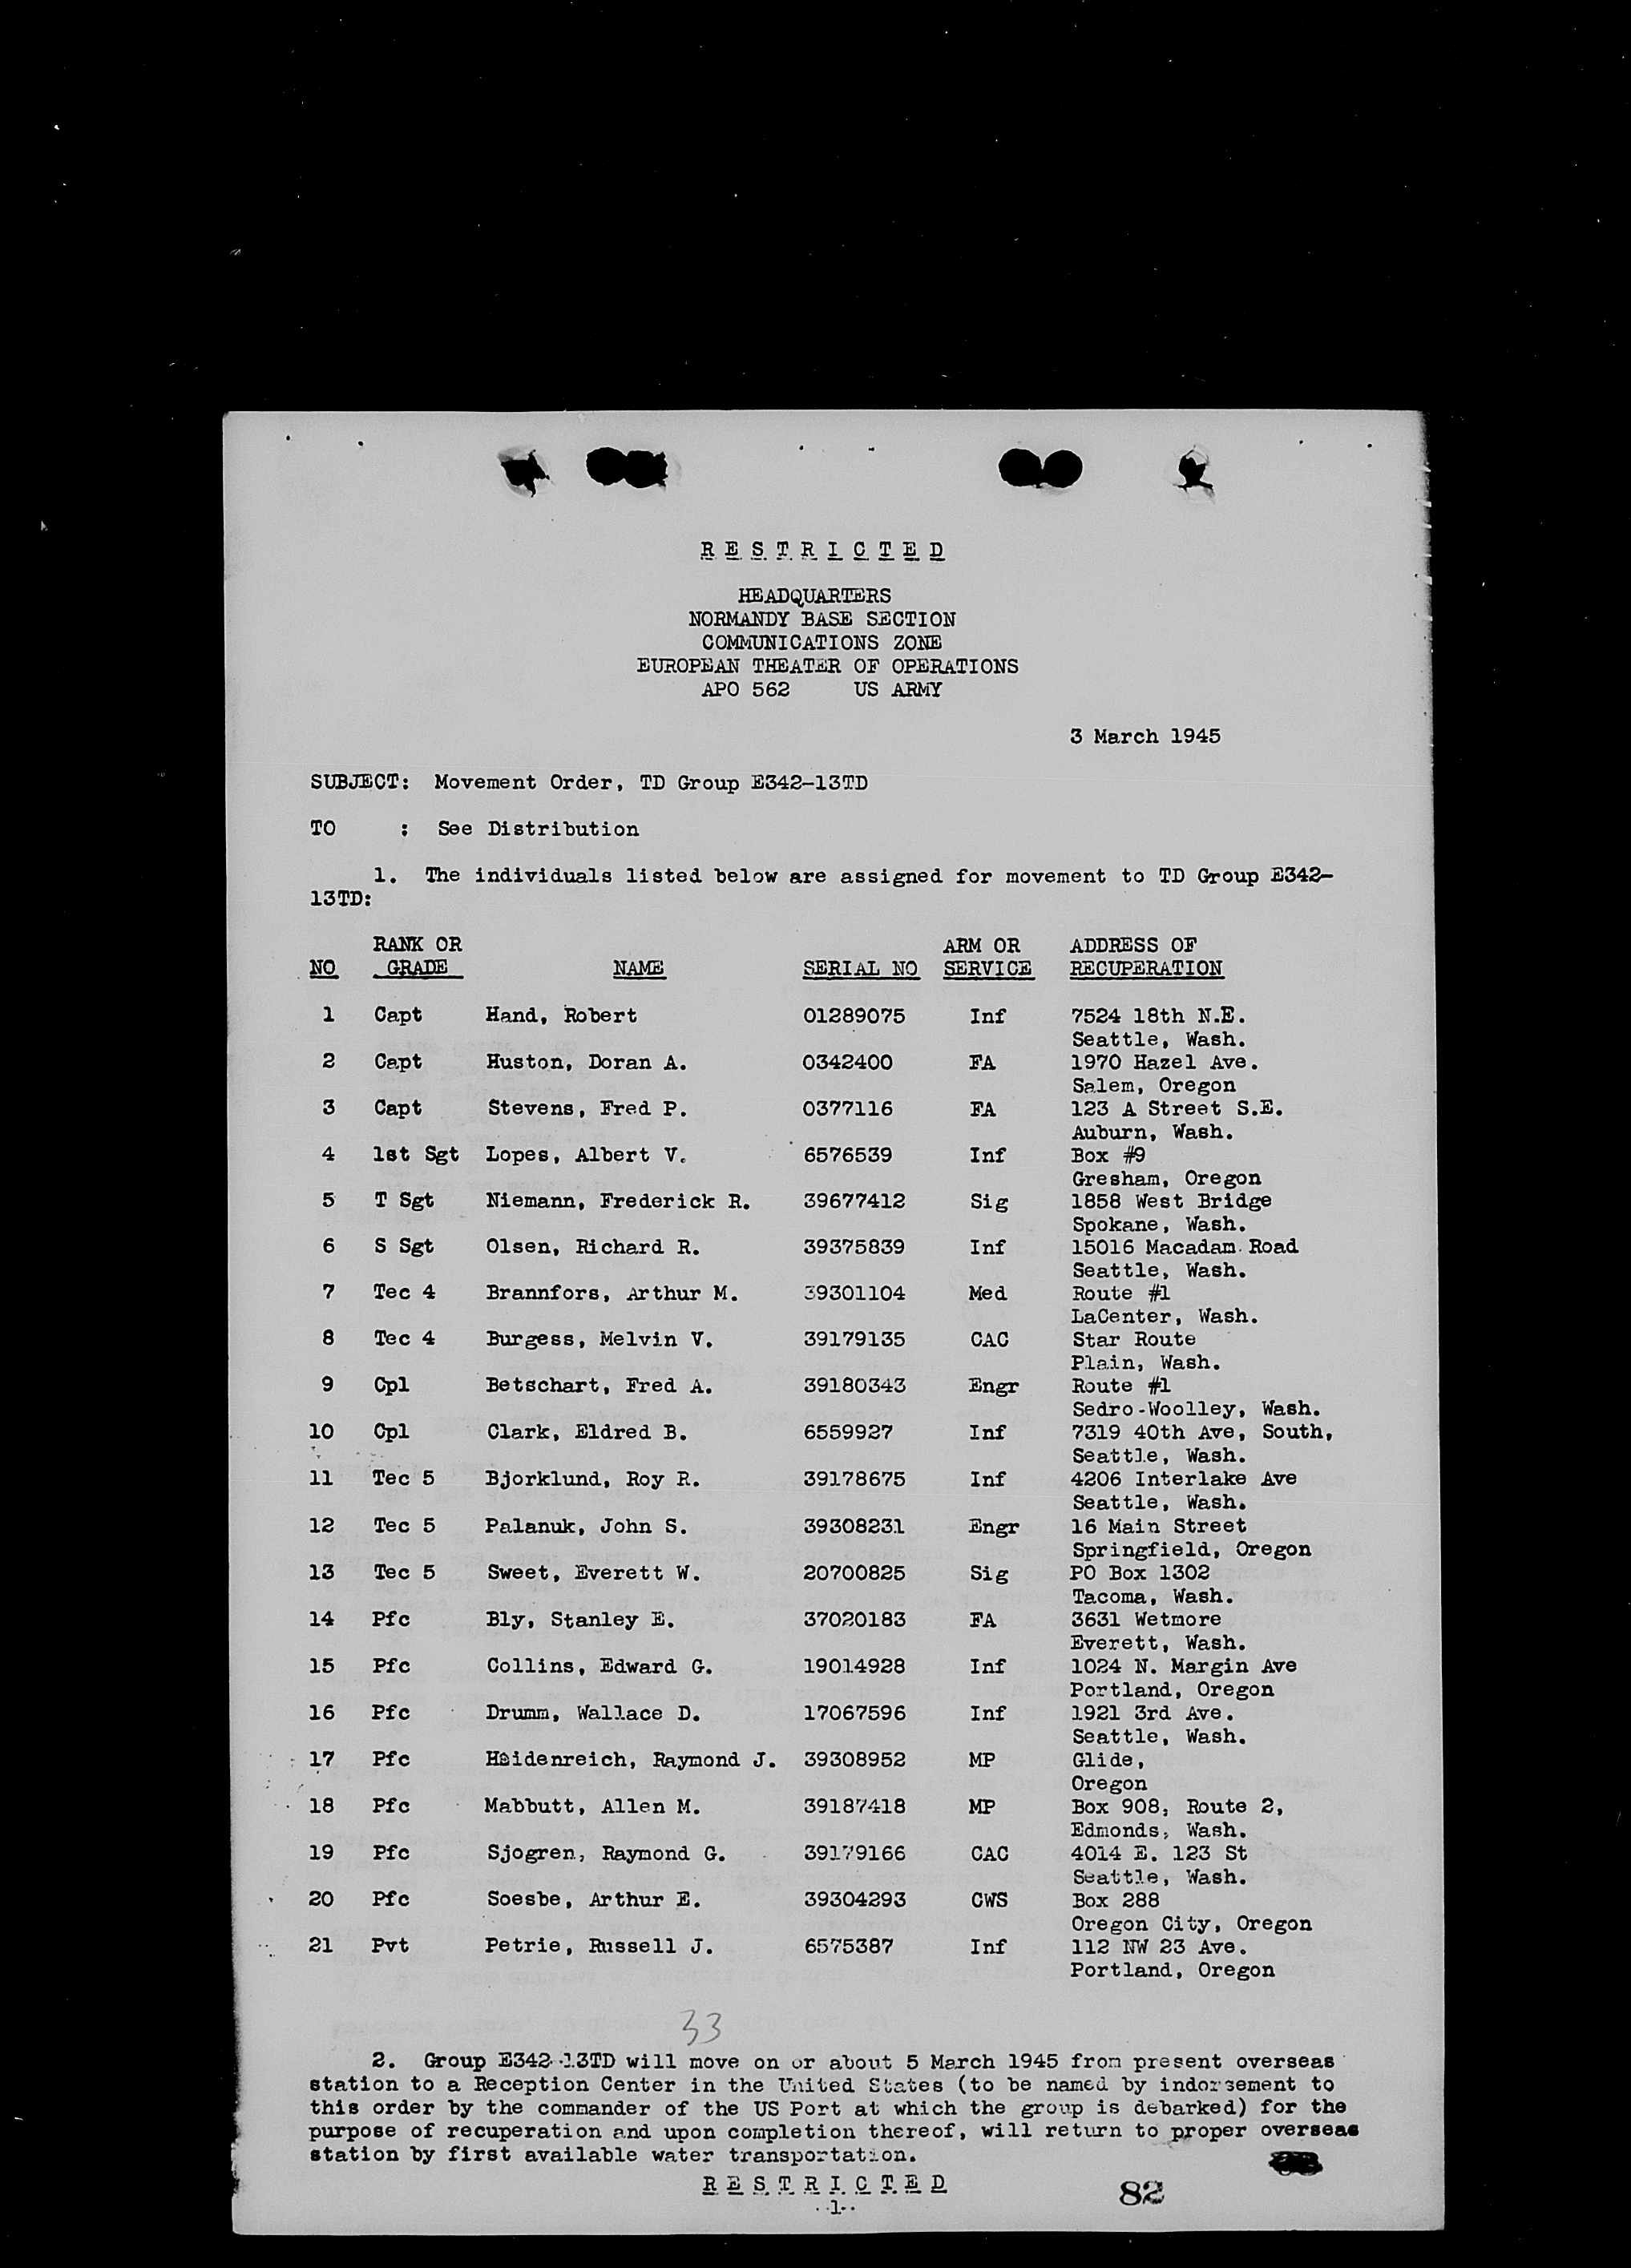 RESTRICTED
HEADQUARTERS
NORMANDY BASE SECTION
COMMUNICATIONS ZONE
EUROPEAN THEATER OF OPERATIONS
APO 562 US ARMY
3 March 1945
SUBJECT: Movement Order, TD Group E342-13TD
TO : See Distribution
1. The individuals listed below are assigned for movement to TD Group E342-
13TD:
RANK OR ARM OR ADDRESS OF
NO GRADE NAME SERIAL NO SERVICE RECUPERATION
1 Capt Hand, Robert 01289075 Inf 7524 18th N.E.
Seattle, Wash.
2 Capt Huston, Doran A. 0342400 FA 1970 Hazel Ave.
Salem, Oregon
3 Capt Stevens, Fred P. 0377116 FA 123 A Street S.E.
Auburn, Wash.
4 1st Sgt Lopes, Albert V. 6576539 Inf Box #9
Gresham, Oregon
5 T Sgt Niemann, Frederick R. 39677412 Sig 1858 West Bridge
Spokane, Wash.
6 S Sgt Olsen, Richard R. 39375839 Inf 15016 Macadam Road
Seattle, Wash.
7 Tec 4 Brannfors, Arthur M. 39301104 Med Route #1
LaCenter, Wash.
8 Tec 4 Burgess, Melvin V. 39179135 CAC Star Route
Plain, Wash.
9 Cpl Betschart, Fred A. 39180343 Engr Route #1
Sedro-Woolley, Wash.
10 Cpl Clark, Eldred B. 6559927 Inf 7319 40th Ave, South,
Seattle, Wash.
11 Tec 5 Bjorklund, Roy R. 39178675 Inf 4206 Interlake Ave
Seattle, Wash.
12 Tec 5 Palanuk, John S. 39308231 Engr 16 Main Street
Springfield, Oregon
13 Tec 5 Sweet, Everett W. 20700825 Sig PO Box 1302
Tacoma, Wash.
14 Pfc Bly, Stanley E. 37020183 FA 3631 Wetmore
Everett, Wash.
15 Pfc Collins, Edward G. 19014928 Inf 1024 N. Margin Ave
Portland, Oregon
16 Pfc Drumm, Wallace D. 17067596 Inf 1921 3rd Ave.
Seattle, Wash.
17 Pfc Heidenreich, Raymond J. 39308952 MP Glide,
Oregon
18 Pfc Mabbutt, Allen M. 39187418 MP Box 908, Route 2,
Edmonds, Wash.
19 Pfc Sjogren, Raymond G. 39179166 CAC 4014 E. 123 St
Seattle, Wash.
20 Pfc Soesbe, Arthur E. 39304293 CWS Box 288
Oregon City, Oregon
21 Pvt Petrie, Russell J. 6575387 Inf 112 NW 23 Ave.
Portland, Oregon
33
2. Group E342-13TD will move on or about 5 March 1945 from present overseas
station to a Reception Center in the United States (to be named by indorsement to
this order by the commander of the US Port at which the group is debarked) for the
purpose of recuperation and upon completion thereof, will return to proper overseas
station by first available water transportation.
RESTRICTED
-1-
82